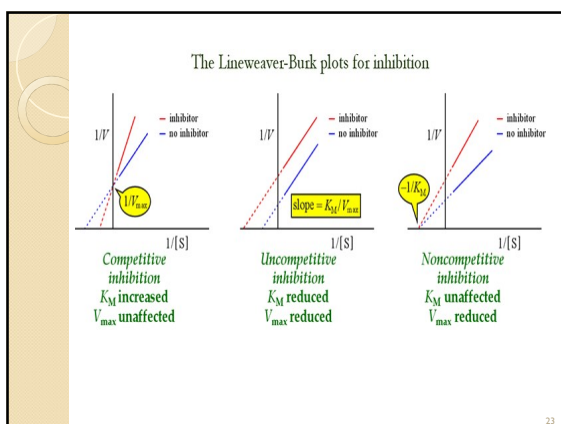 The Lineweaver-Burk plots for inhibition
1/V
inhibitor
no inhibitor
1/Vmax
1/[S]
Competitive
inhibition
KM increased
Vmax unaffected
1/V
inhibitor
no inhibitor
slope = KM/Vmax
1/[S]
Uncompetitive
inhibition
KM reduced
Vmax reduced
1/V
inhibitor
no inhibitor
−1/KM
1/[S]
Noncompetitive
inhibition
KM unaffected
Vmax reduced
23